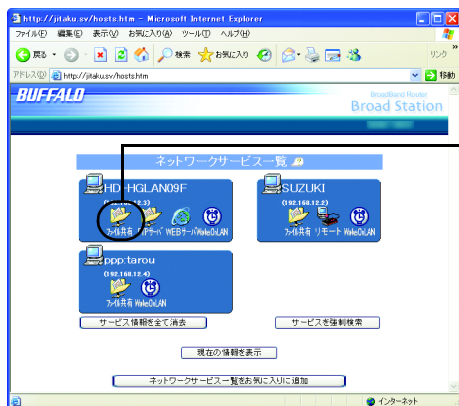 http://jitaku.sv/hosts.htm - Microsoft Internet Explorer
ファイル(F) 編集(E) 表示(V) お気に入り(A) ツール(T) ヘルプ(H)
戻る 検索 お気に入り リンク
アドレス(D) http://jitaku.sv/hosts.htm 移動
BUFFALO
BroadBand Router
Broad Station
ネットワークサービス一覧
HD-HGLAN09F
ファイル共有 FTPサーバ WEBサーバ WakeOnLAN
SUZUKI
(192.168.12.2)
ファイル共有 リモート WakeOnLAN
ppp:tarou
(192.168.12.4)
ファイル共有 WakeOnLAN
サービス情報を全て消去 サービスを強制検索
現在の情報を表示
ネットワークサービス一覧をお気に入りに追加
インターネット